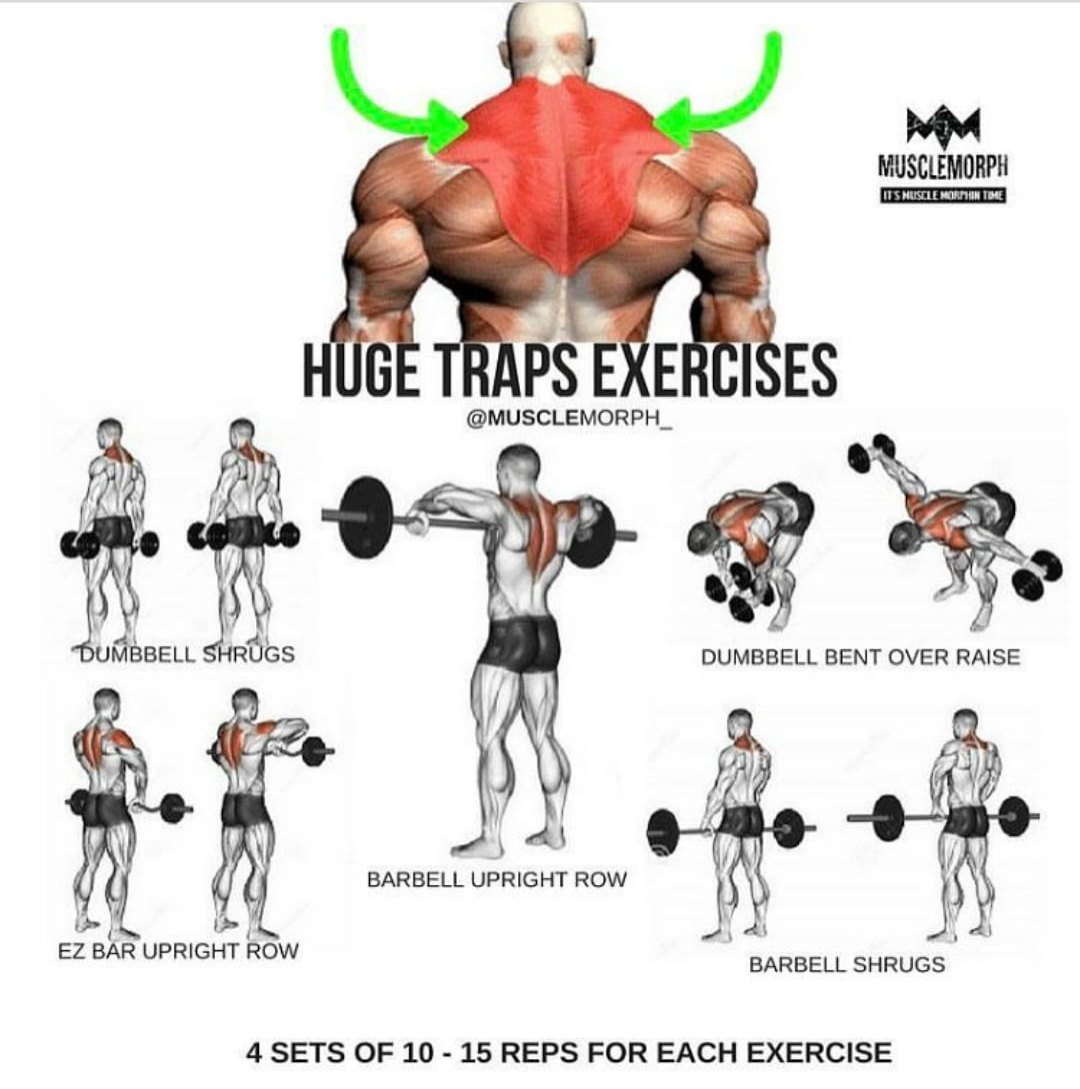 MUSCLEMORPH
IT'S MUSCLE MORPHIN TIME
HUGE TRAPS EXERCISES
@MUSCLEMORPH_
DUMBBELL SHRUGS
DUMBBELL BENT OVER RAISE
BARBELL UPRIGHT ROW
EZ BAR UPRIGHT ROW
BARBELL SHRUGS
4 SETS OF 10 - 15 REPS FOR EACH EXERCISE